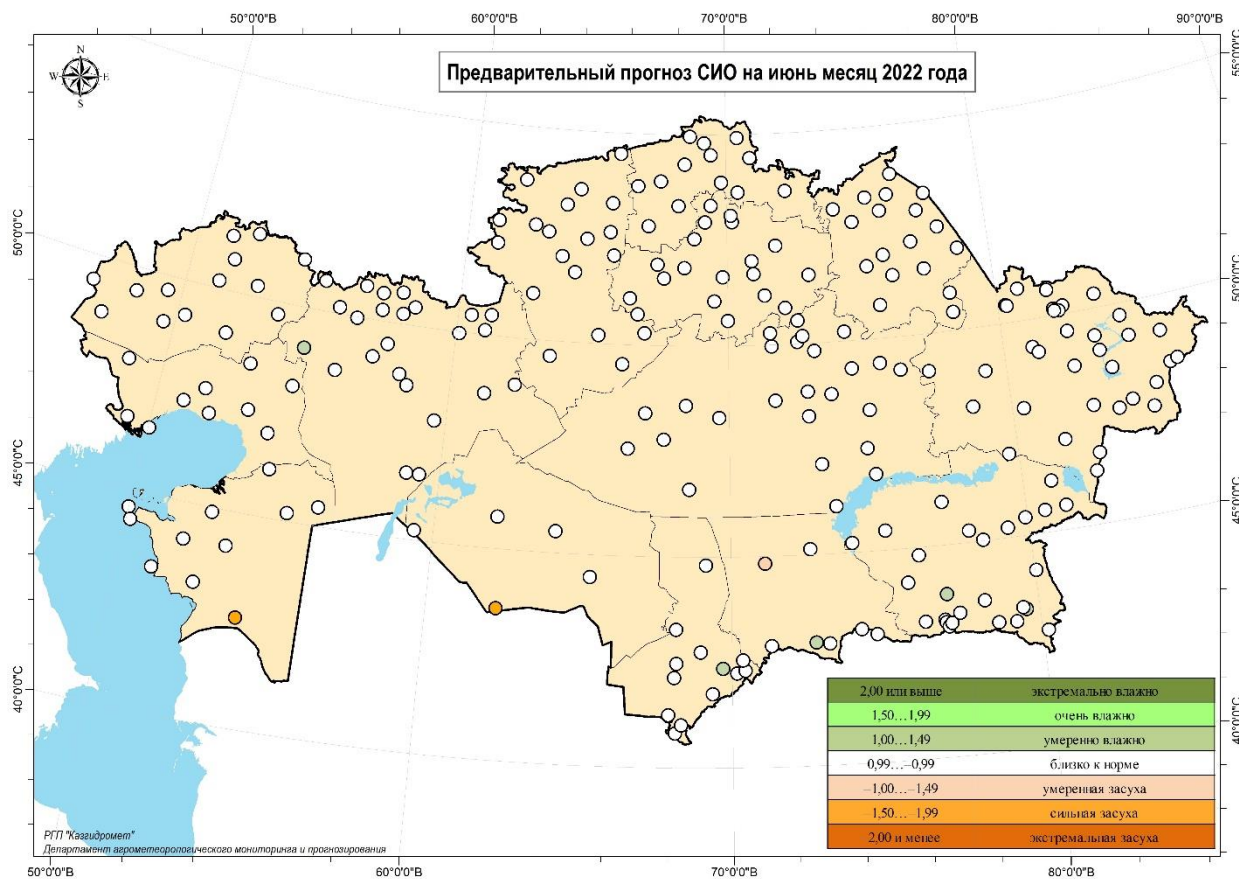 50°0'0"В 60°0'0"В 70°0'0"В 80°0'0"В 90°0'0"В
N
W E
S
Предварительный прогноз СИО на июнь месяц 2022 года
55°0'0"С
50°0'0"С
50°0'0"С
45°0'0"С
45°0'0"С
40°0'0"С
40°0'0"С
2,00 или выше экстремально влажно
1,50…1,99 очень влажно
1,00…1,49 умеренно влажно
0,99…–0,99 близко к норме
–1,00…–1,49 умеренная засуха
–1,50…–1,99 сильная засуха
2,00 и менее экстремальная засуха
РГП "Казгидромет"
Департамент агрометеорологического мониторинга и прогнозирования
50°0'0"В 60°0'0"В 70°0'0"В 80°0'0"В